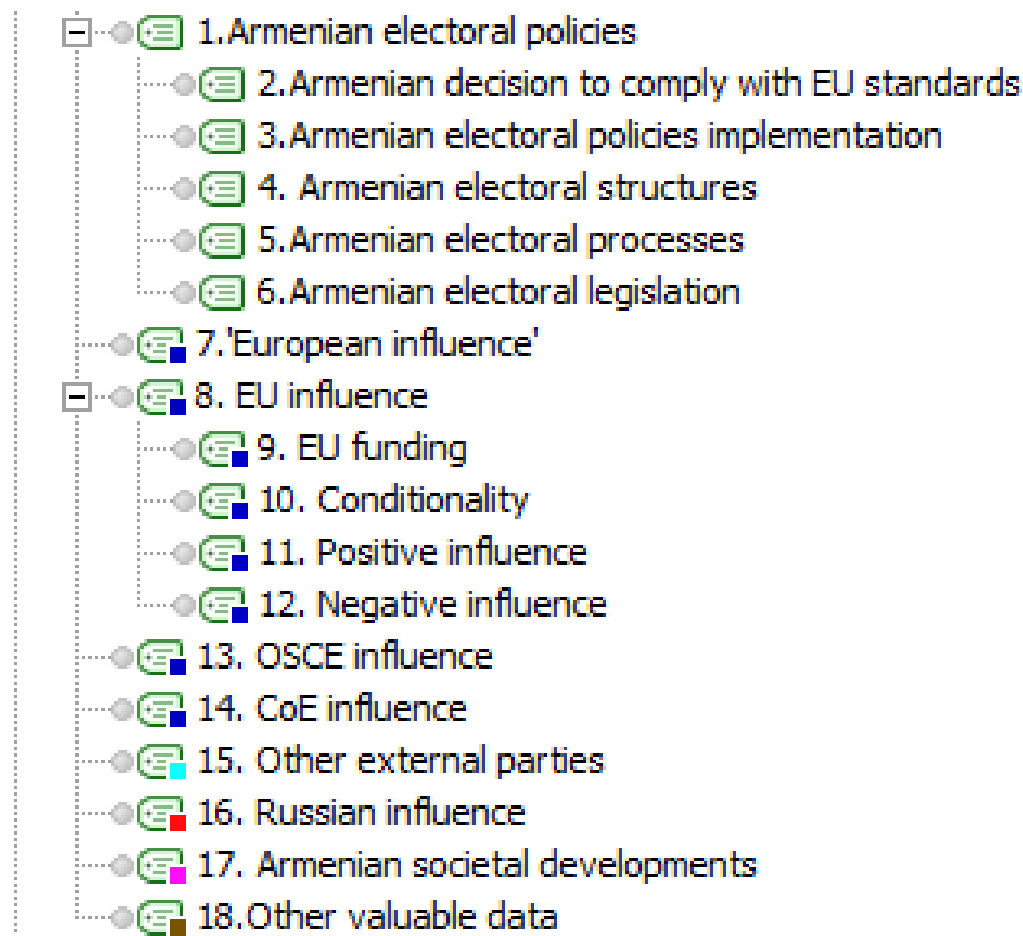 1.Armenian electoral policies
2.Armenian decision to comply with EU standards
3.Armenian electoral policies implementation
4. Armenian electoral structures
5.Armenian electoral processes
6.Armenian electoral legislation
7.'European influence'
8. EU influence
9. EU funding
10. Conditionality
11. Positive influence
12. Negative influence
13. OSCE influence
14. CoE influence
15. Other external parties
16. Russian influence
17. Armenian societal developments
18.Other valuable data